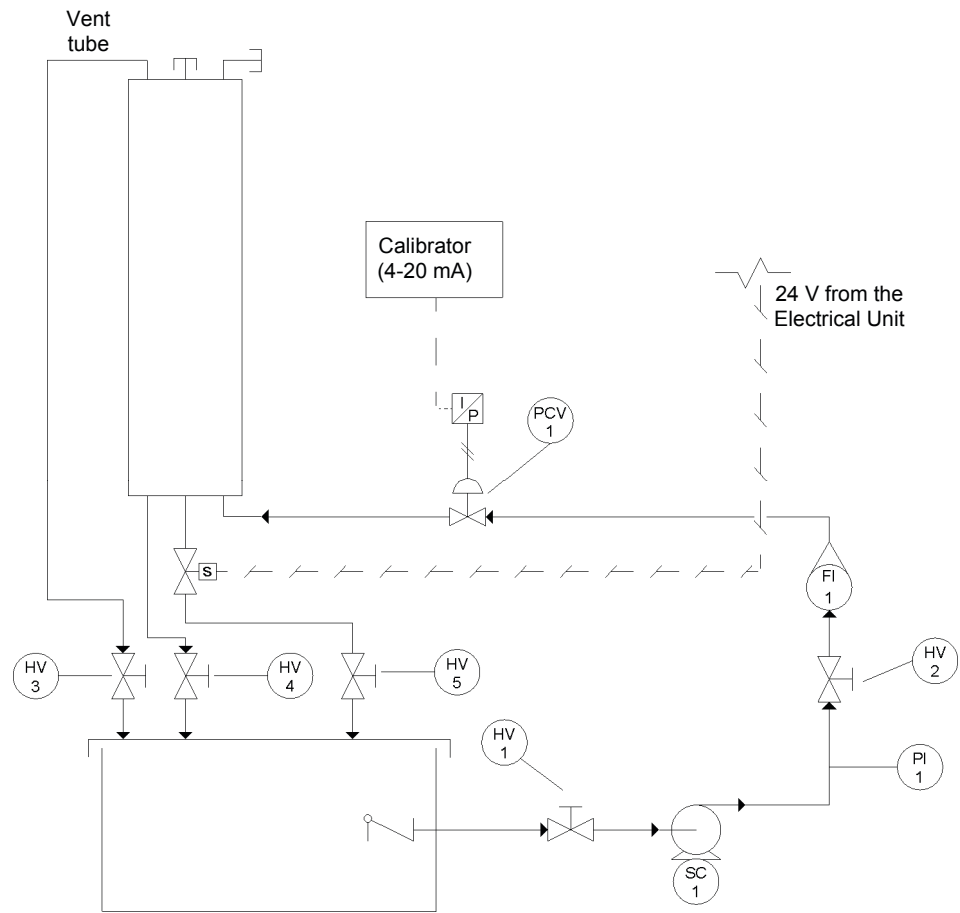 Vent
tube
Calibrator
(4-20 mA)
24 V from the
Electrical Unit
I
P
PCV
1
S
FI
1
HV
3
HV
4
HV
5
HV
2
HV
1
PI
1
SC
1